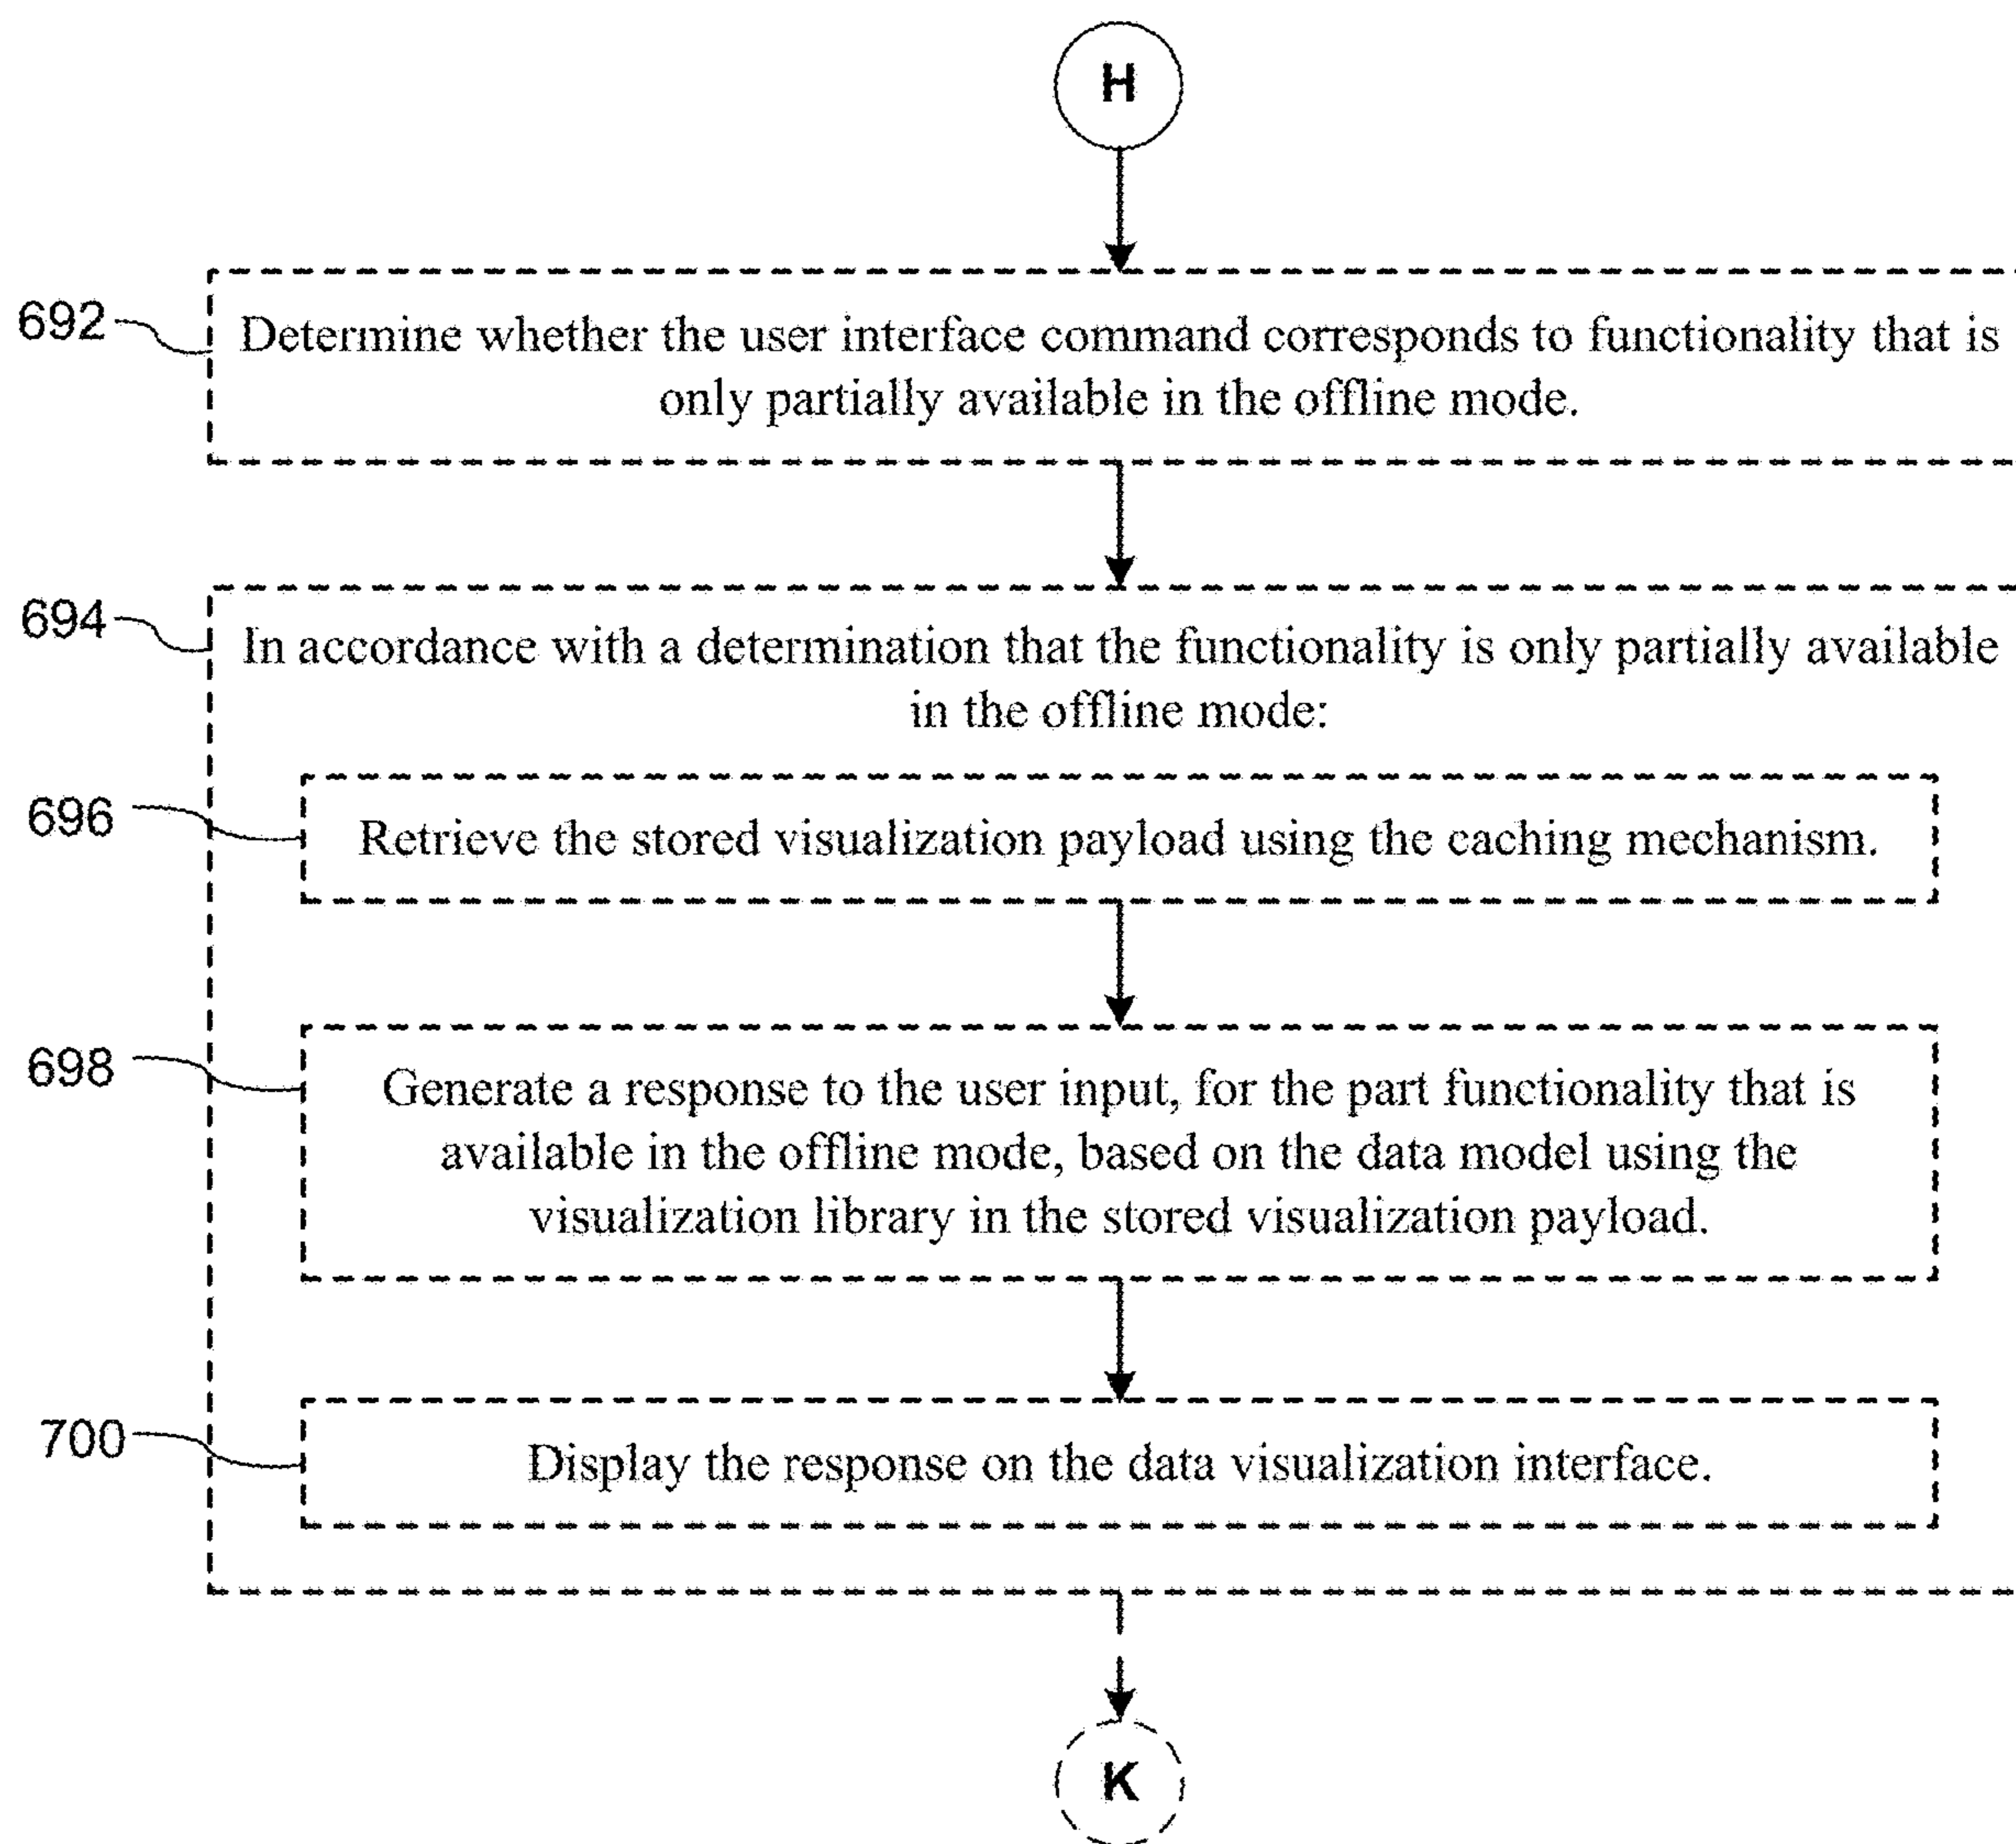 H
692
Determine whether the user interface command corresponds to functionality that is
only partially available in the offline mode.
694
In accordance with a determination that the functionality is only partially available
in the offline mode:
696
Retrieve the stored visualization payload using the caching mechanism.
698
Generate a response to the user input, for the part functionality that is
available in the offline mode, based on the data model using the
visualization library in the stored visualization payload.
700
Display the response on the data visualization interface.
K